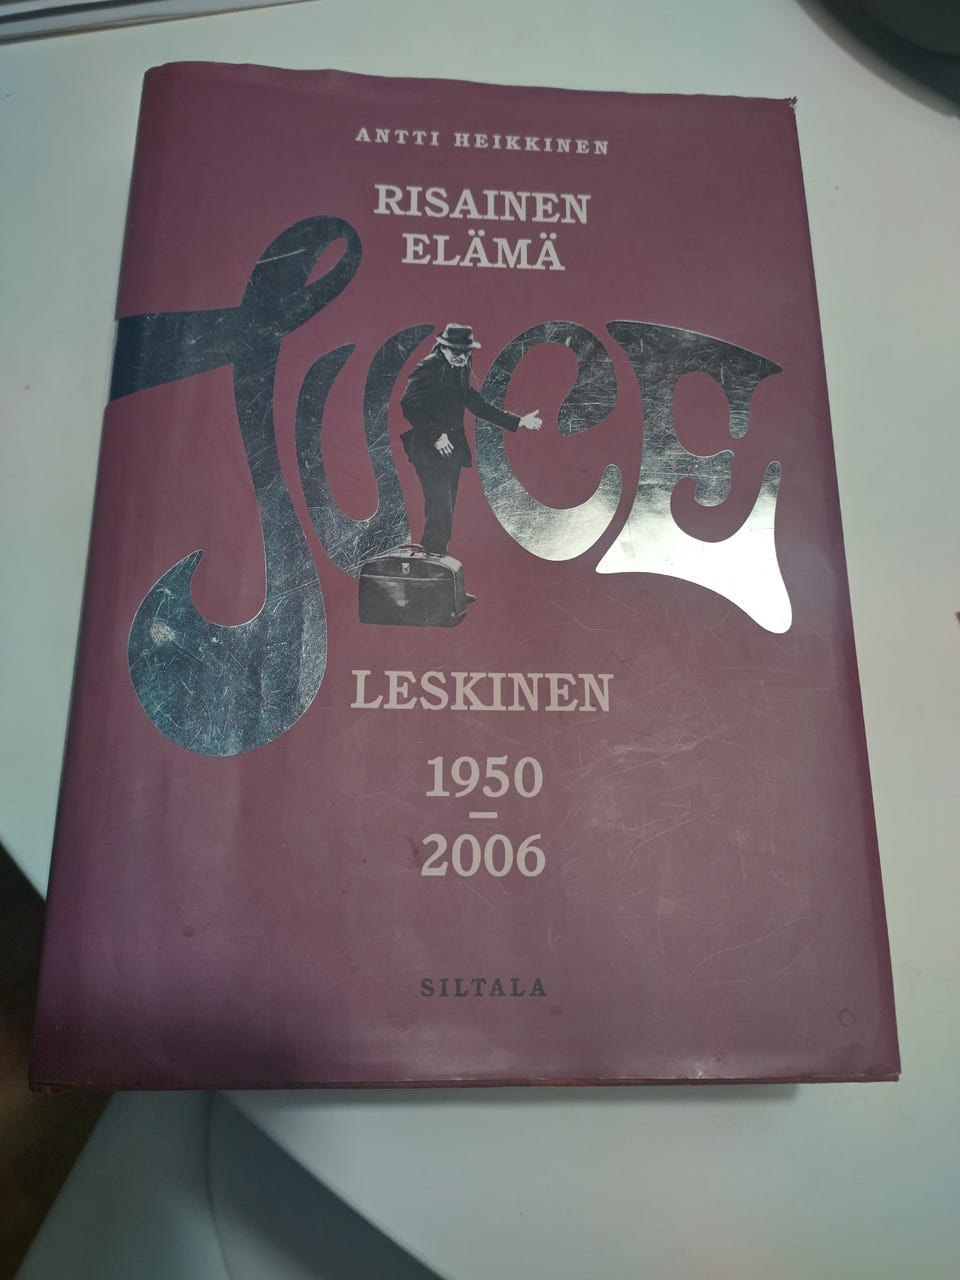 ANTTI HEIKKINEN
RISAINEN
ELÄMÄ
JUICE
LESKINEN
1950
–
2006
SILTALA